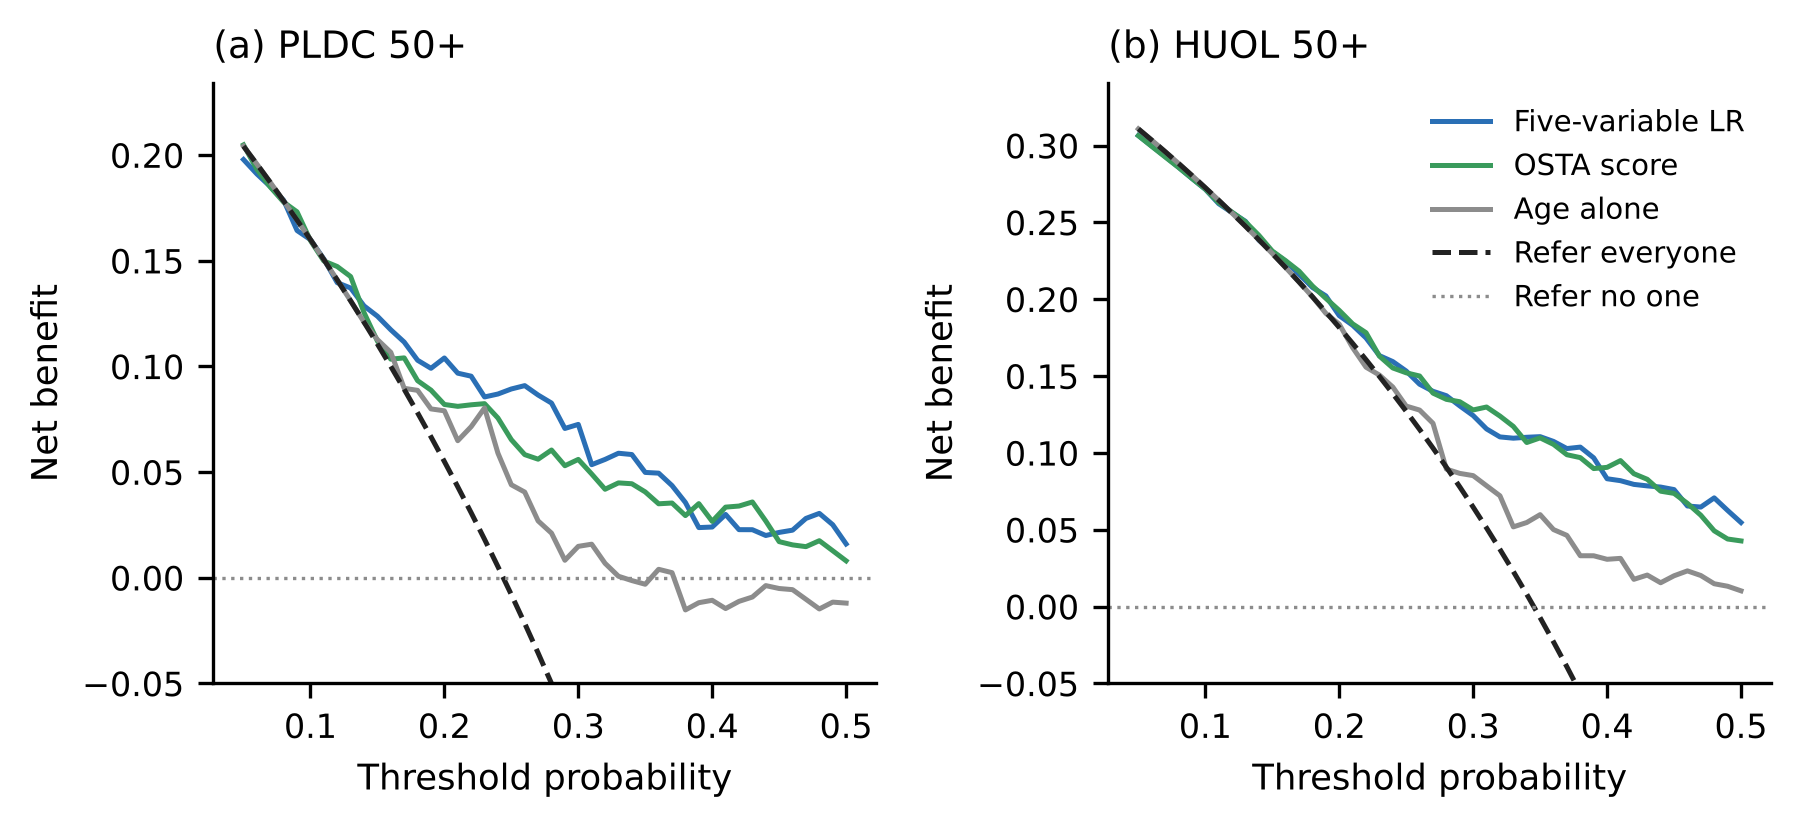 (a) PLDC 50+
0.20
0.15
0.10
0.05
0.00
−0.05
Net benefit
0.1 0.2 0.3 0.4 0.5
Threshold probability
(b) HUOL 50+
0.30
0.25
0.20
0.15
0.10
0.05
0.00
−0.05
Net benefit
Five-variable LR
OSTA score
Age alone
Refer everyone
Refer no one
0.1 0.2 0.3 0.4 0.5
Threshold probability